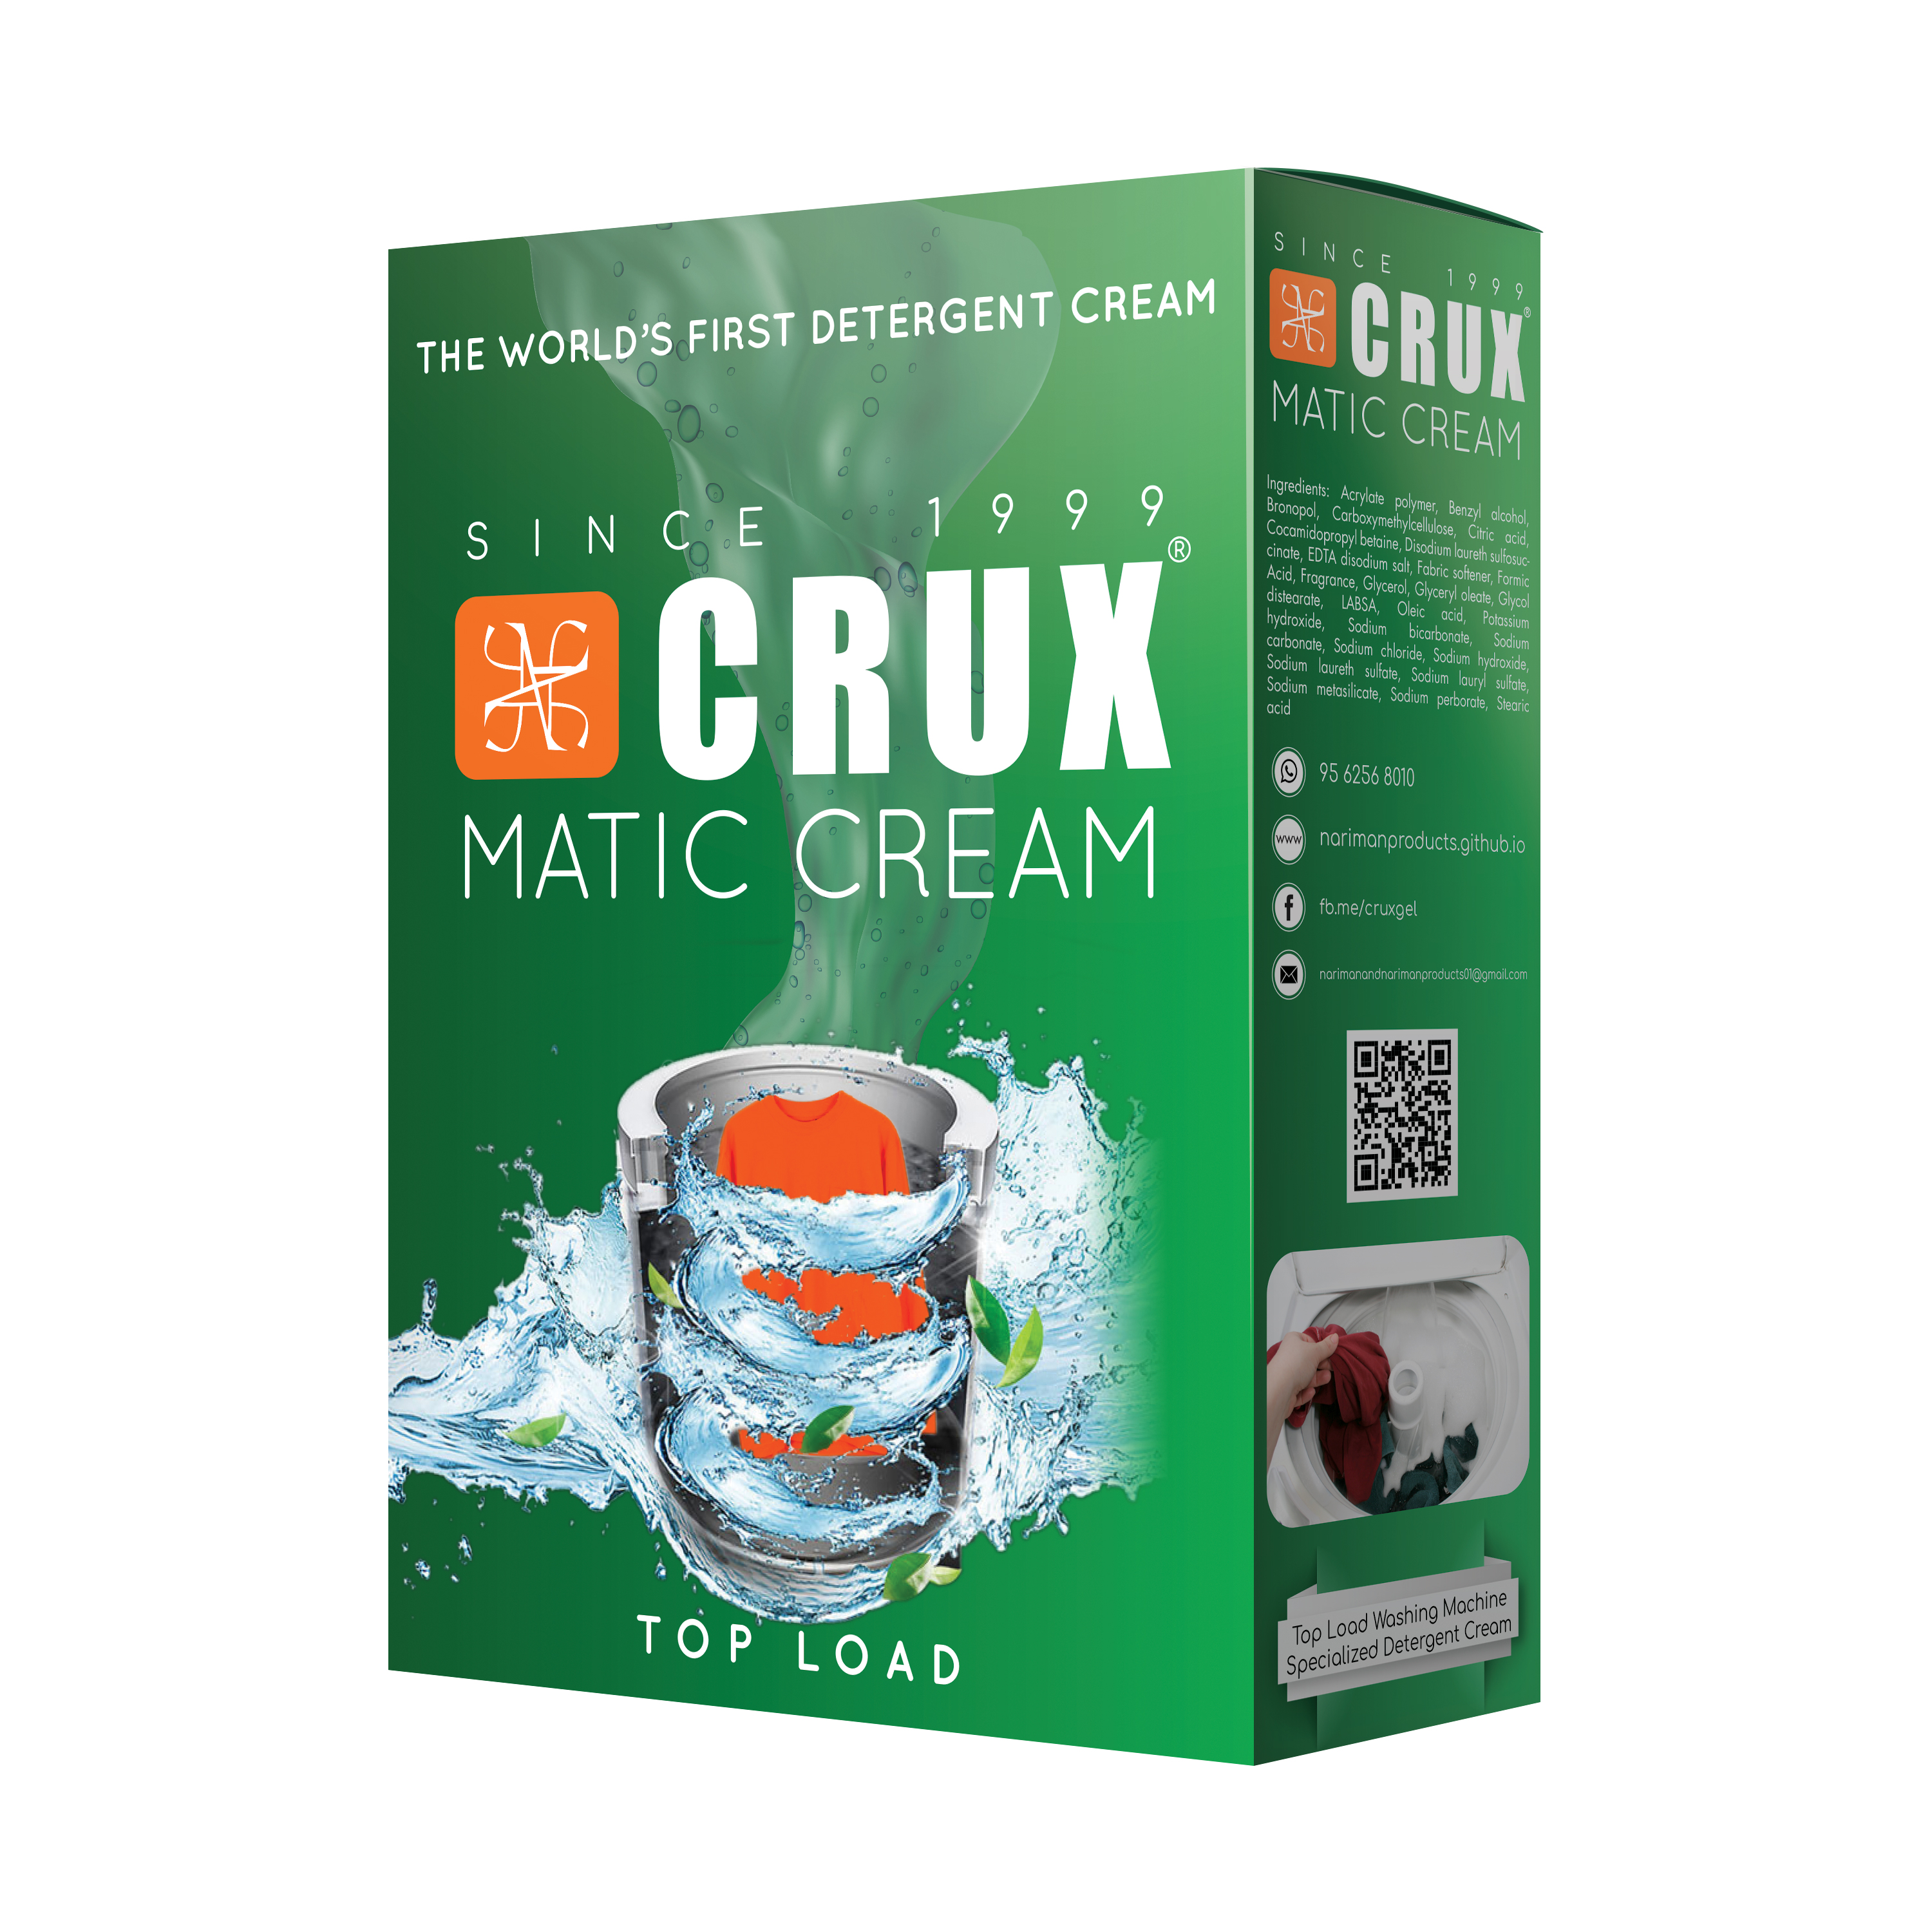 THE WORLD'S FIRST DETERGENT CREAM
SINCE 1999
CRUX®
MATIC CREAM
TOP LOAD
SINCE 1999
CRUX®
MATIC CREAM
Ingredients: Acrylate polymer, Benzyl alcohol,
Bronopol, Carboxymethylcellulose, Citric acid,
Cocamidopropyl betaine, Disodium laureth sulfosuc-
cinate, EDTA disodium salt, Fabric softener, Formic
Acid, Fragrance, Glycerol, Glyceryl oleate, Glycol
distearate, LABSA, Oleic acid, Potassium
hydroxide, Sodium bicarbonate, Sodium
carbonate, Sodium chloride, Sodium hydroxide,
Sodium laureth sulfate, Sodium lauryl sulfate,
Sodium metasilicate, Sodium perborate, Stearic
acid
95 6256 8010
www narimanproducts.github.io
fb.me/cruxgel
narimanandnarimanproducts01@gmail.com
Top Load Washing Machine
Specialized Detergent Cream